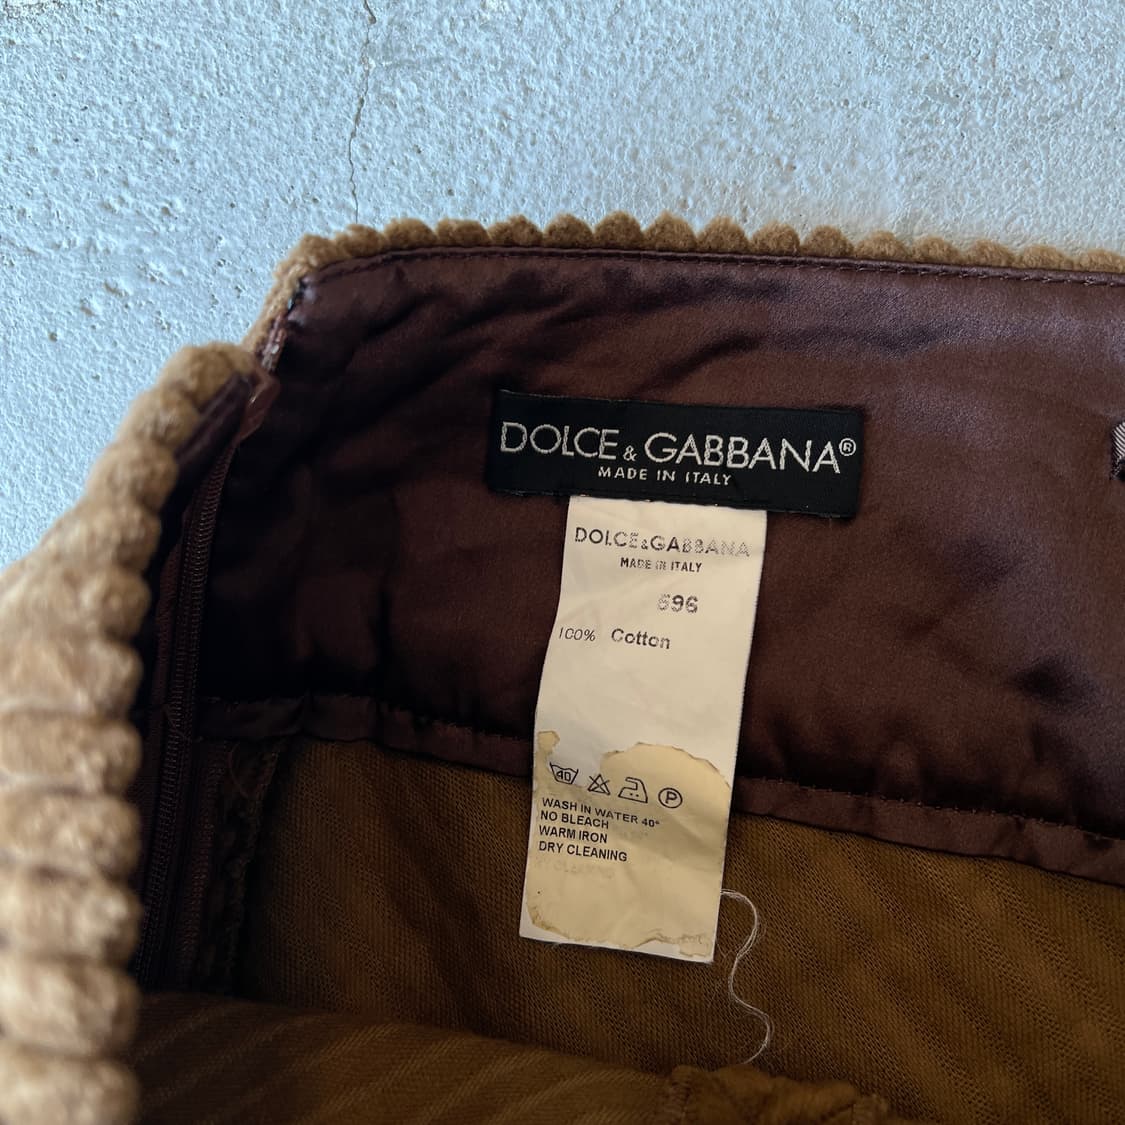 DOLCE & GABBANA®
MADE IN ITALY
DOLCE&GABBANA
MADE IN ITALY
696
100% Cotton
40
P
WASH IN WATER 40°
NO BLEACH
WARM IRON
DRY CLEANING